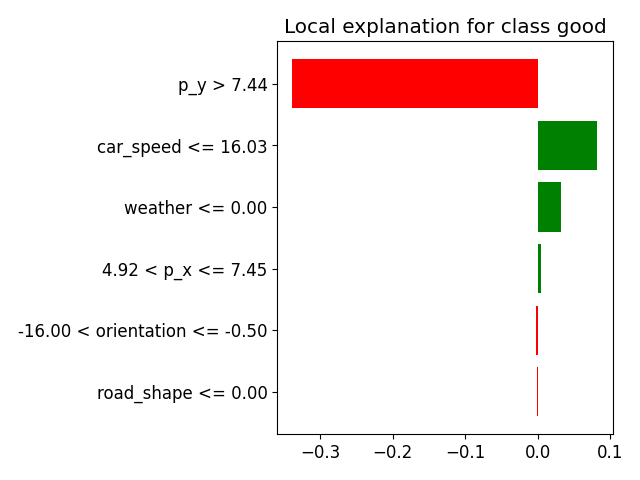 Local explanation for class good
p_y > 7.44
car_speed <= 16.03
weather <= 0.00
4.92 < p_x <= 7.45
-16.00 < orientation <= -0.50
road_shape <= 0.00
−0.3 −0.2 −0.1 0.0 0.1